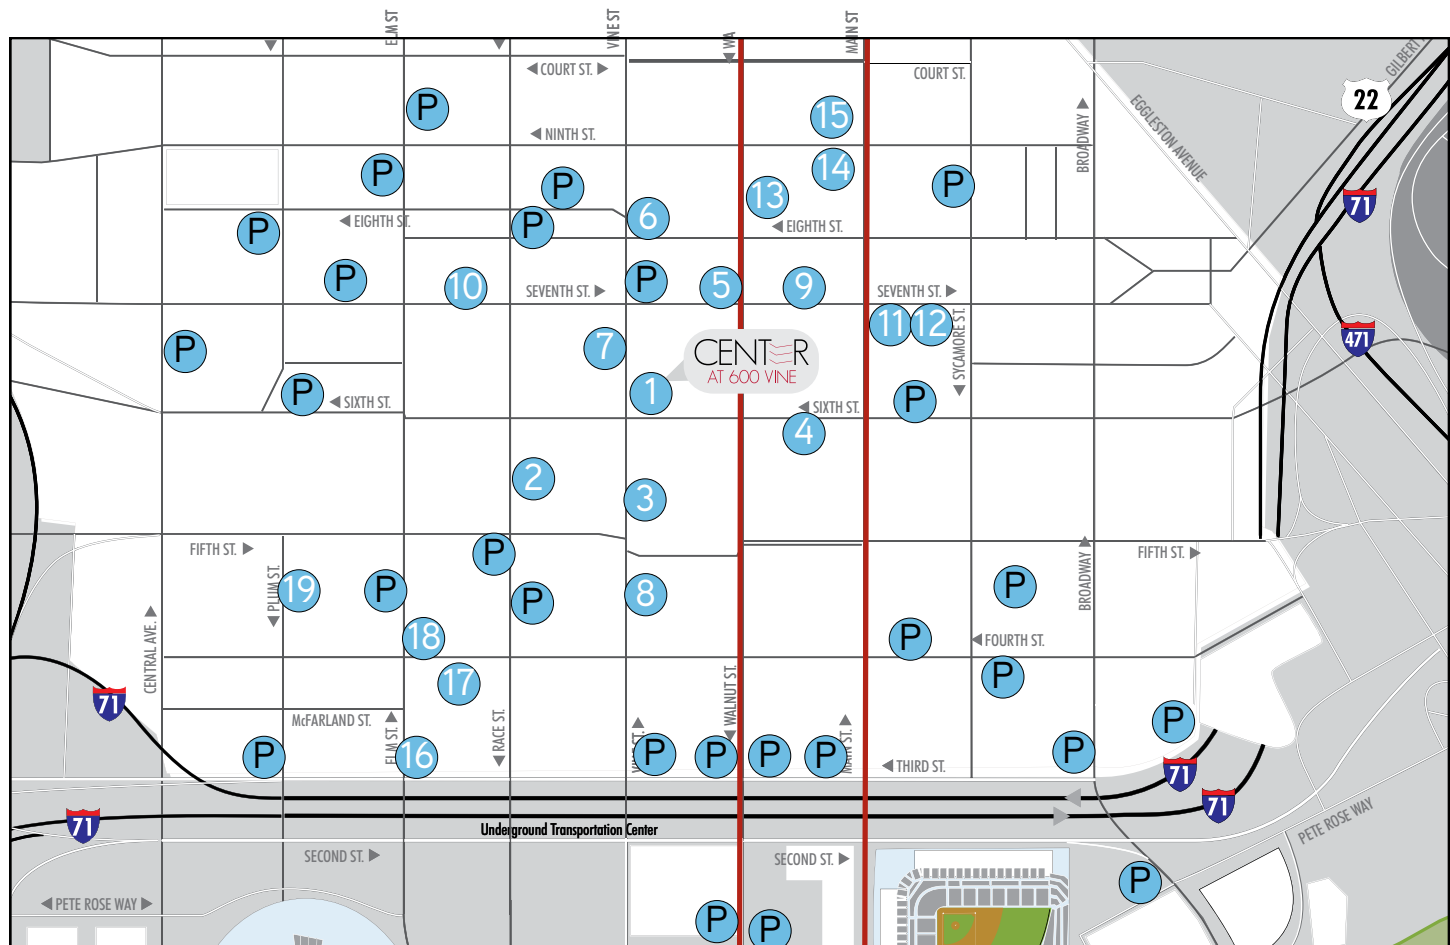 ELM ST
VINE ST
WA
MAIN ST
COURT ST.
COURT ST.
GILBERT
22
EGGLESTON AVENUE
BROADWAY
P
15
NINTH ST.
14
P
P
P
13
71
6
EIGHTH ST.
P
EIGHTH ST.
P
P
10
SEVENTH ST.
P
5
9
SEVENTH ST.
11
12
SYCAMORE ST.
471
P
7
CENTER
AT 600 VINE
1
P
SIXTH ST.
SIXTH ST.
P
4
2
3
FIFTH ST.
P
FIFTH ST.
BROADWAY
PLUM ST.
19
P
P
8
P
CENTRAL AVE.
18
P
FOURTH ST.
17
P
71
McFARLAND ST.
ELM ST.
RACE ST.
WALNUT ST.
MAIN ST.
P
16
P
P
P
P
THIRD ST.
P
P
71
71
71
Underground Transportation Center
PETE ROSE WAY
SECOND ST.
SECOND ST.
P
PETE ROSE WAY
P
P